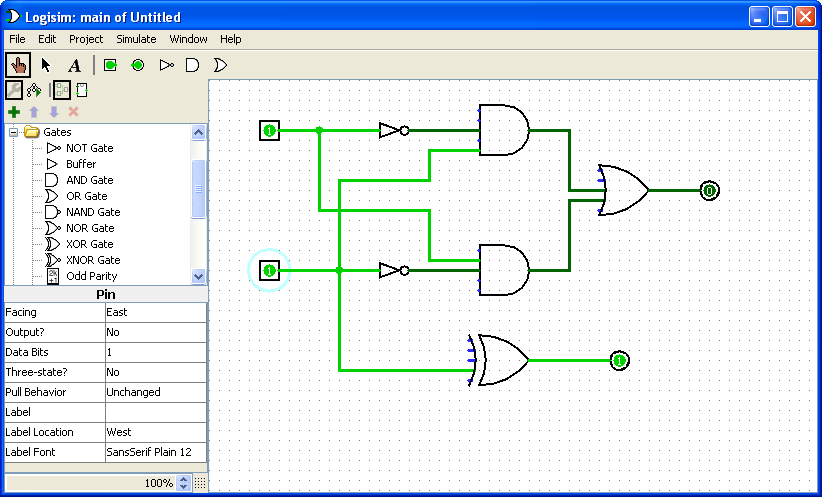 Logisim: main of Untitled
File Edit Project Simulate Window Help
A
Gates
NOT Gate
Buffer
AND Gate
OR Gate
NAND Gate
NOR Gate
XOR Gate
XNOR Gate
Odd Parity
Pin
Facing East
Output? No
Data Bits 1
Three-state? No
Pull Behavior Unchanged
Label
Label Location West
Label Font SansSerif Plain 12
100%
1
0
1
1